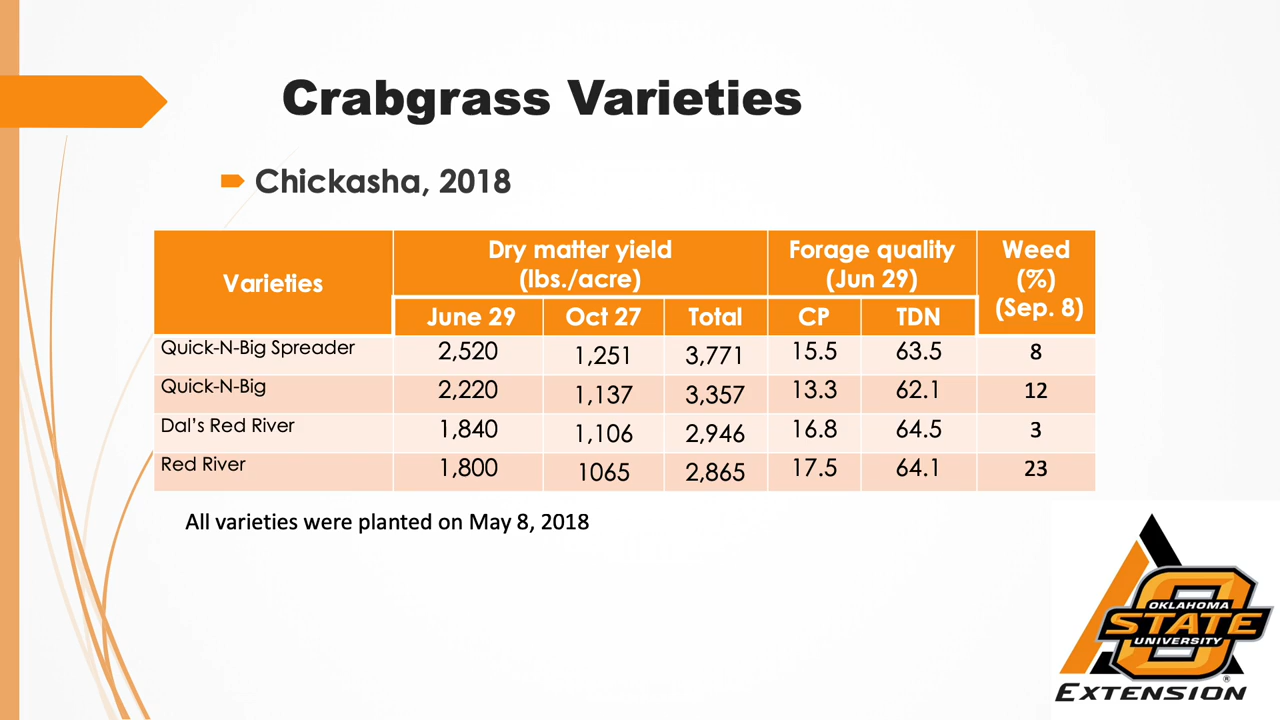 Crabgrass Varieties
Chickasha, 2018
Varieties
Dry matter yield
(lbs./acre)
Forage quality
(Jun 29)
Weed
(%)
(Sep. 8)
June 29 Oct 27 Total CP TDN
Quick-N-Big Spreader 2,520 1,251 3,771 15.5 63.5 8
Quick-N-Big 2,220 1,137 3,357 13.3 62.1 12
Dal's Red River 1,840 1,106 2,946 16.8 64.5 3
Red River 1,800 1065 2,865 17.5 64.1 23
All varieties were planted on May 8, 2018
OKLAHOMA
STATE
UNIVERSITY
®
EXTENSION